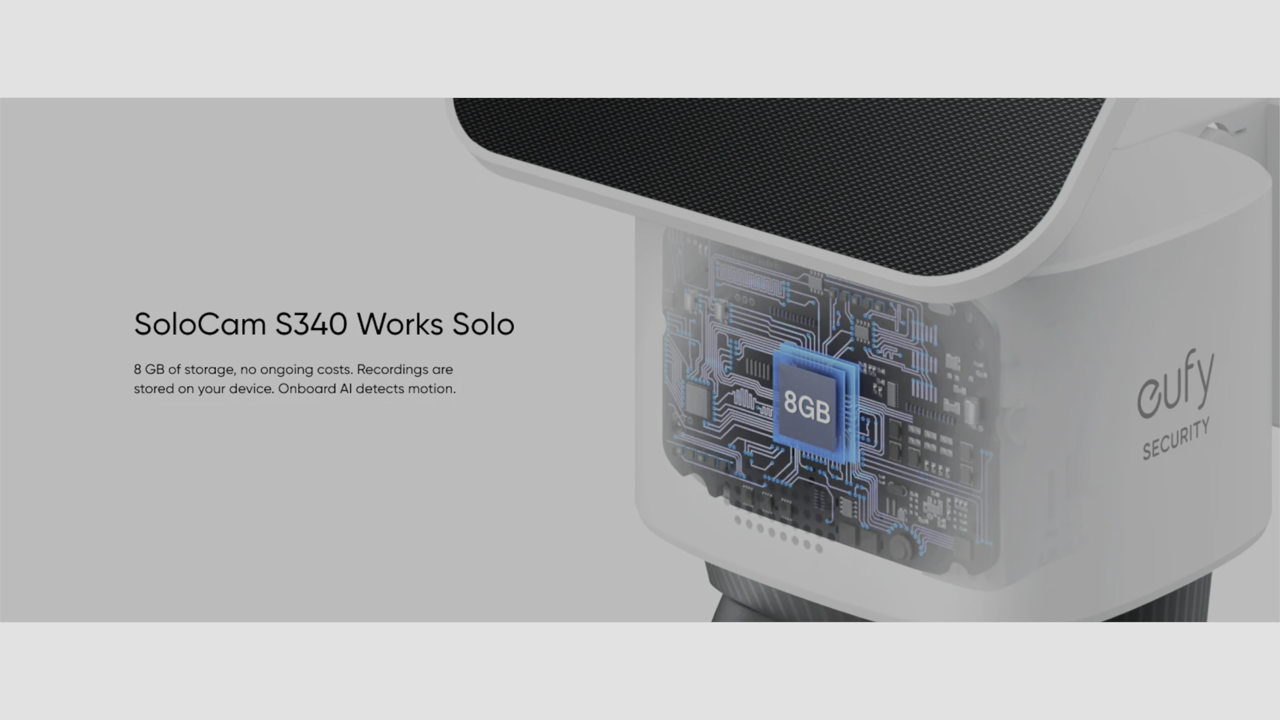 SoloCam S340 Works Solo
8 GB of storage, no ongoing costs. Recordings are
stored on your device. Onboard AI detects motion.
8GB
eufy
SECURITY